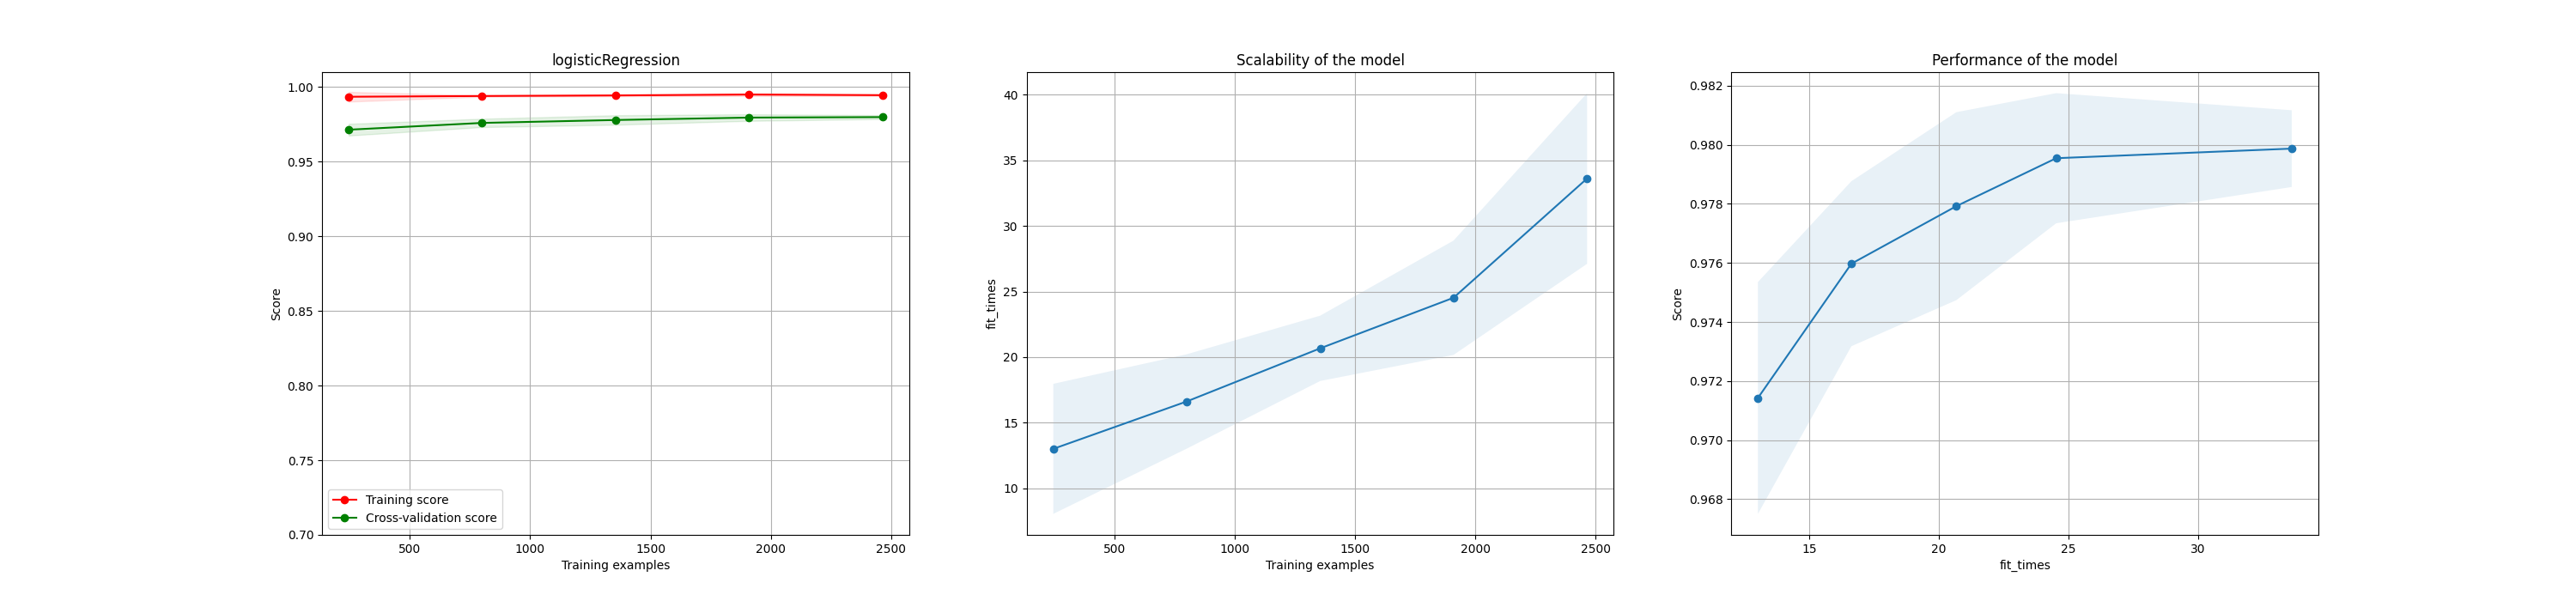 logisticRegression
1.00
0.95
0.90
0.85
0.80
0.75
0.70
Score
Training score
Cross-validation score
500 1000 1500 2000 2500
Training examples
Scalability of the model
40
35
30
25
20
15
10
fit_times
500 1000 1500 2000 2500
Training examples
Performance of the model
0.982
0.980
0.978
0.976
0.974
0.972
0.970
0.968
Score
15 20 25 30
fit_times